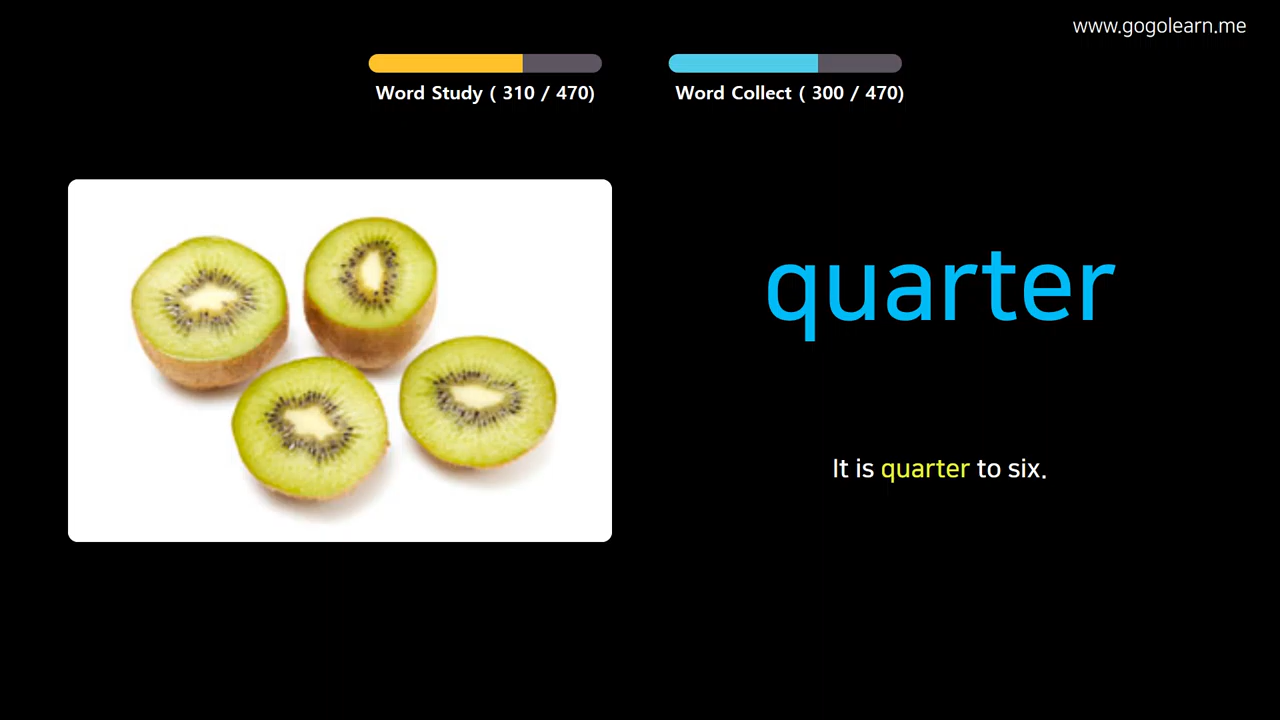 www.gogolearn.me
Word Study ( 310 / 470)
Word Collect ( 300 / 470)
quarter
It is quarter to six.